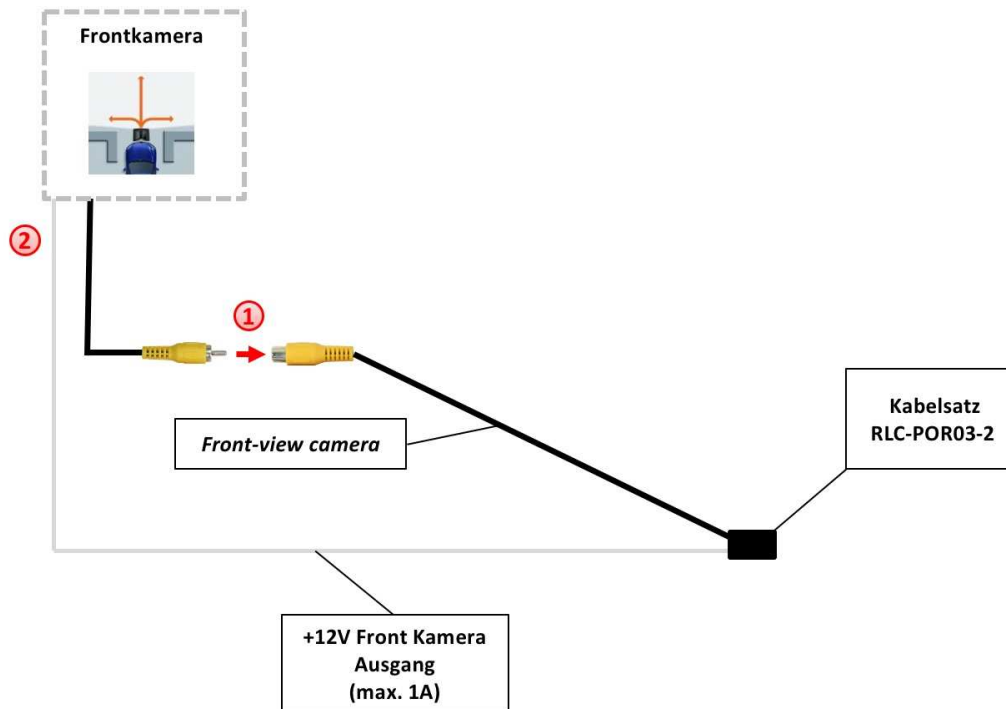 Frontkamera
2
1
Front-view camera
Kabelsatz
RLC-POR03-2
+12V Front Kamera
Ausgang
(max. 1A)